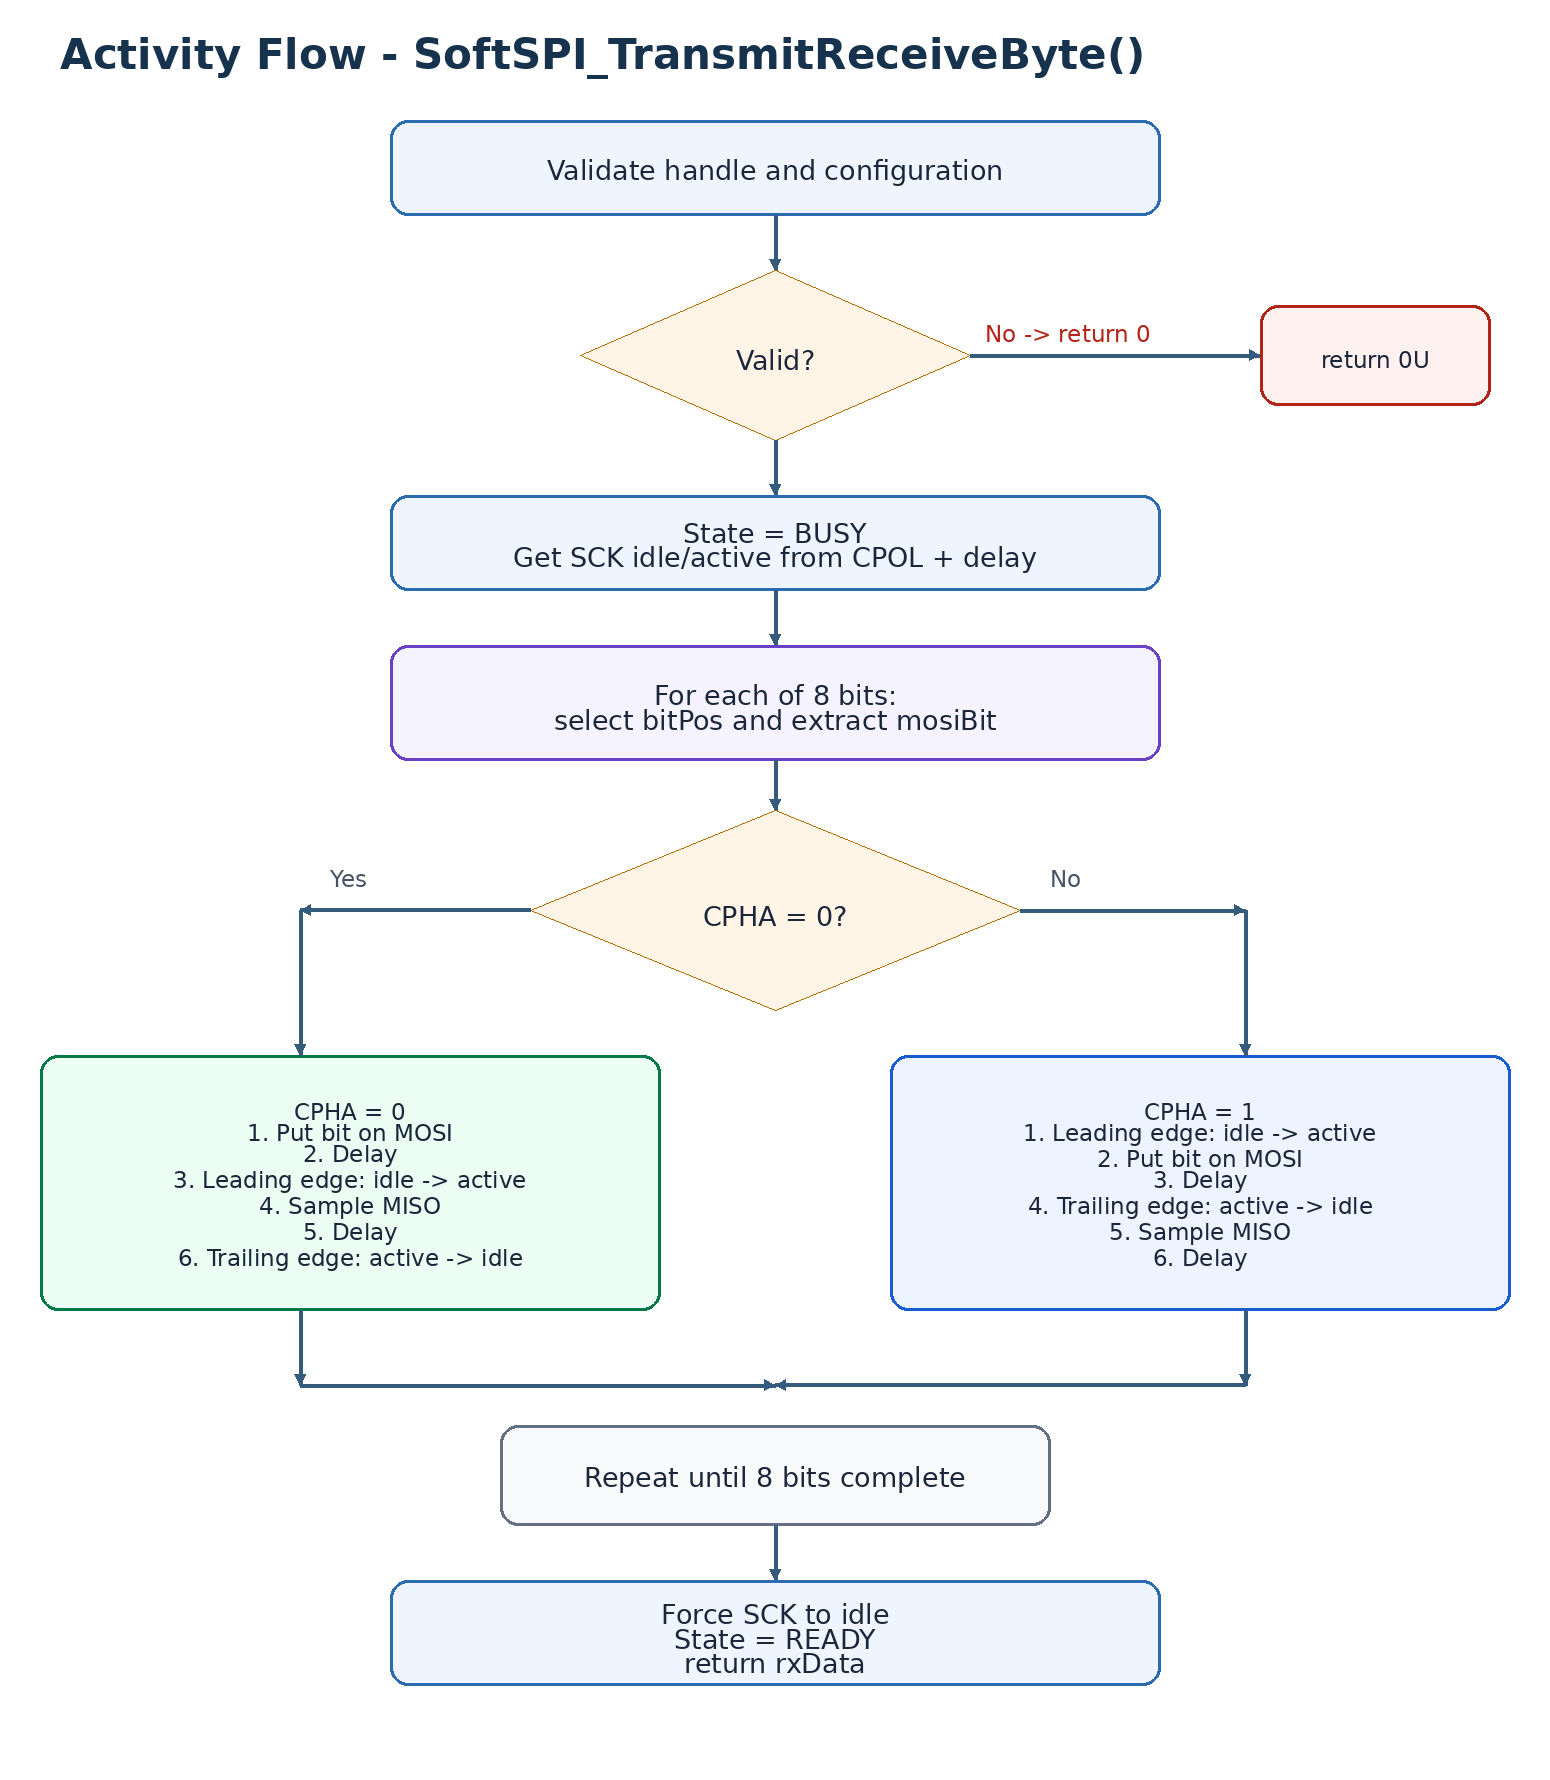 Activity Flow - SoftSPI_TransmitReceiveByte()
Validate handle and configuration
Valid?
No -> return 0
return 0U
State = BUSY
Get SCK idle/active from CPOL + delay
For each of 8 bits:
select bitPos and extract mosiBit
CPHA = 0?
Yes
No
CPHA = 0
1. Put bit on MOSI
2. Delay
3. Leading edge: idle -> active
4. Sample MISO
5. Delay
6. Trailing edge: active -> idle
CPHA = 1
1. Leading edge: idle -> active
2. Put bit on MOSI
3. Delay
4. Trailing edge: active -> idle
5. Sample MISO
6. Delay
Repeat until 8 bits complete
Force SCK to idle
State = READY
return rxData